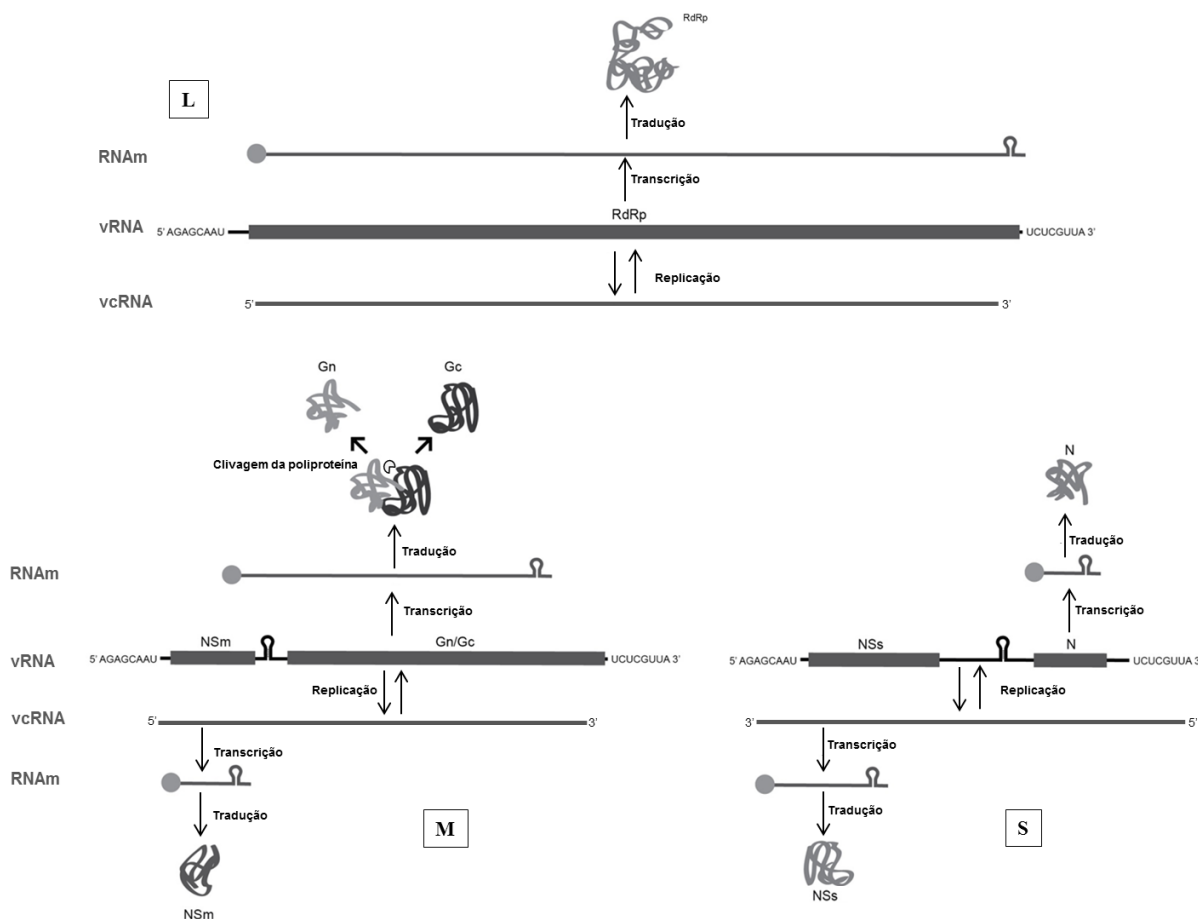 RdRp
L
Tradução
RNAm
Transcrição
RdRp
vRNA
5' AGAGCAAU
UCUCGUUA 3'
Replicação
vcRNA
5'
3'
Gn
Gc
Clivagem da poliproteína
Tradução
RNAm
Transcrição
NSm
Gn/Gc
vRNA
5' AGAGCAAU
UCUCGUUA 3'
Replicação
vcRNA
5'
3'
Transcrição
RNAm
Tradução
M
NSm
N
Tradução
Transcrição
NSs
N
5' AGAGCAAU
UCUCGUUA 3'
Replicação
3'
5'
Transcrição
Tradução
S
NSs